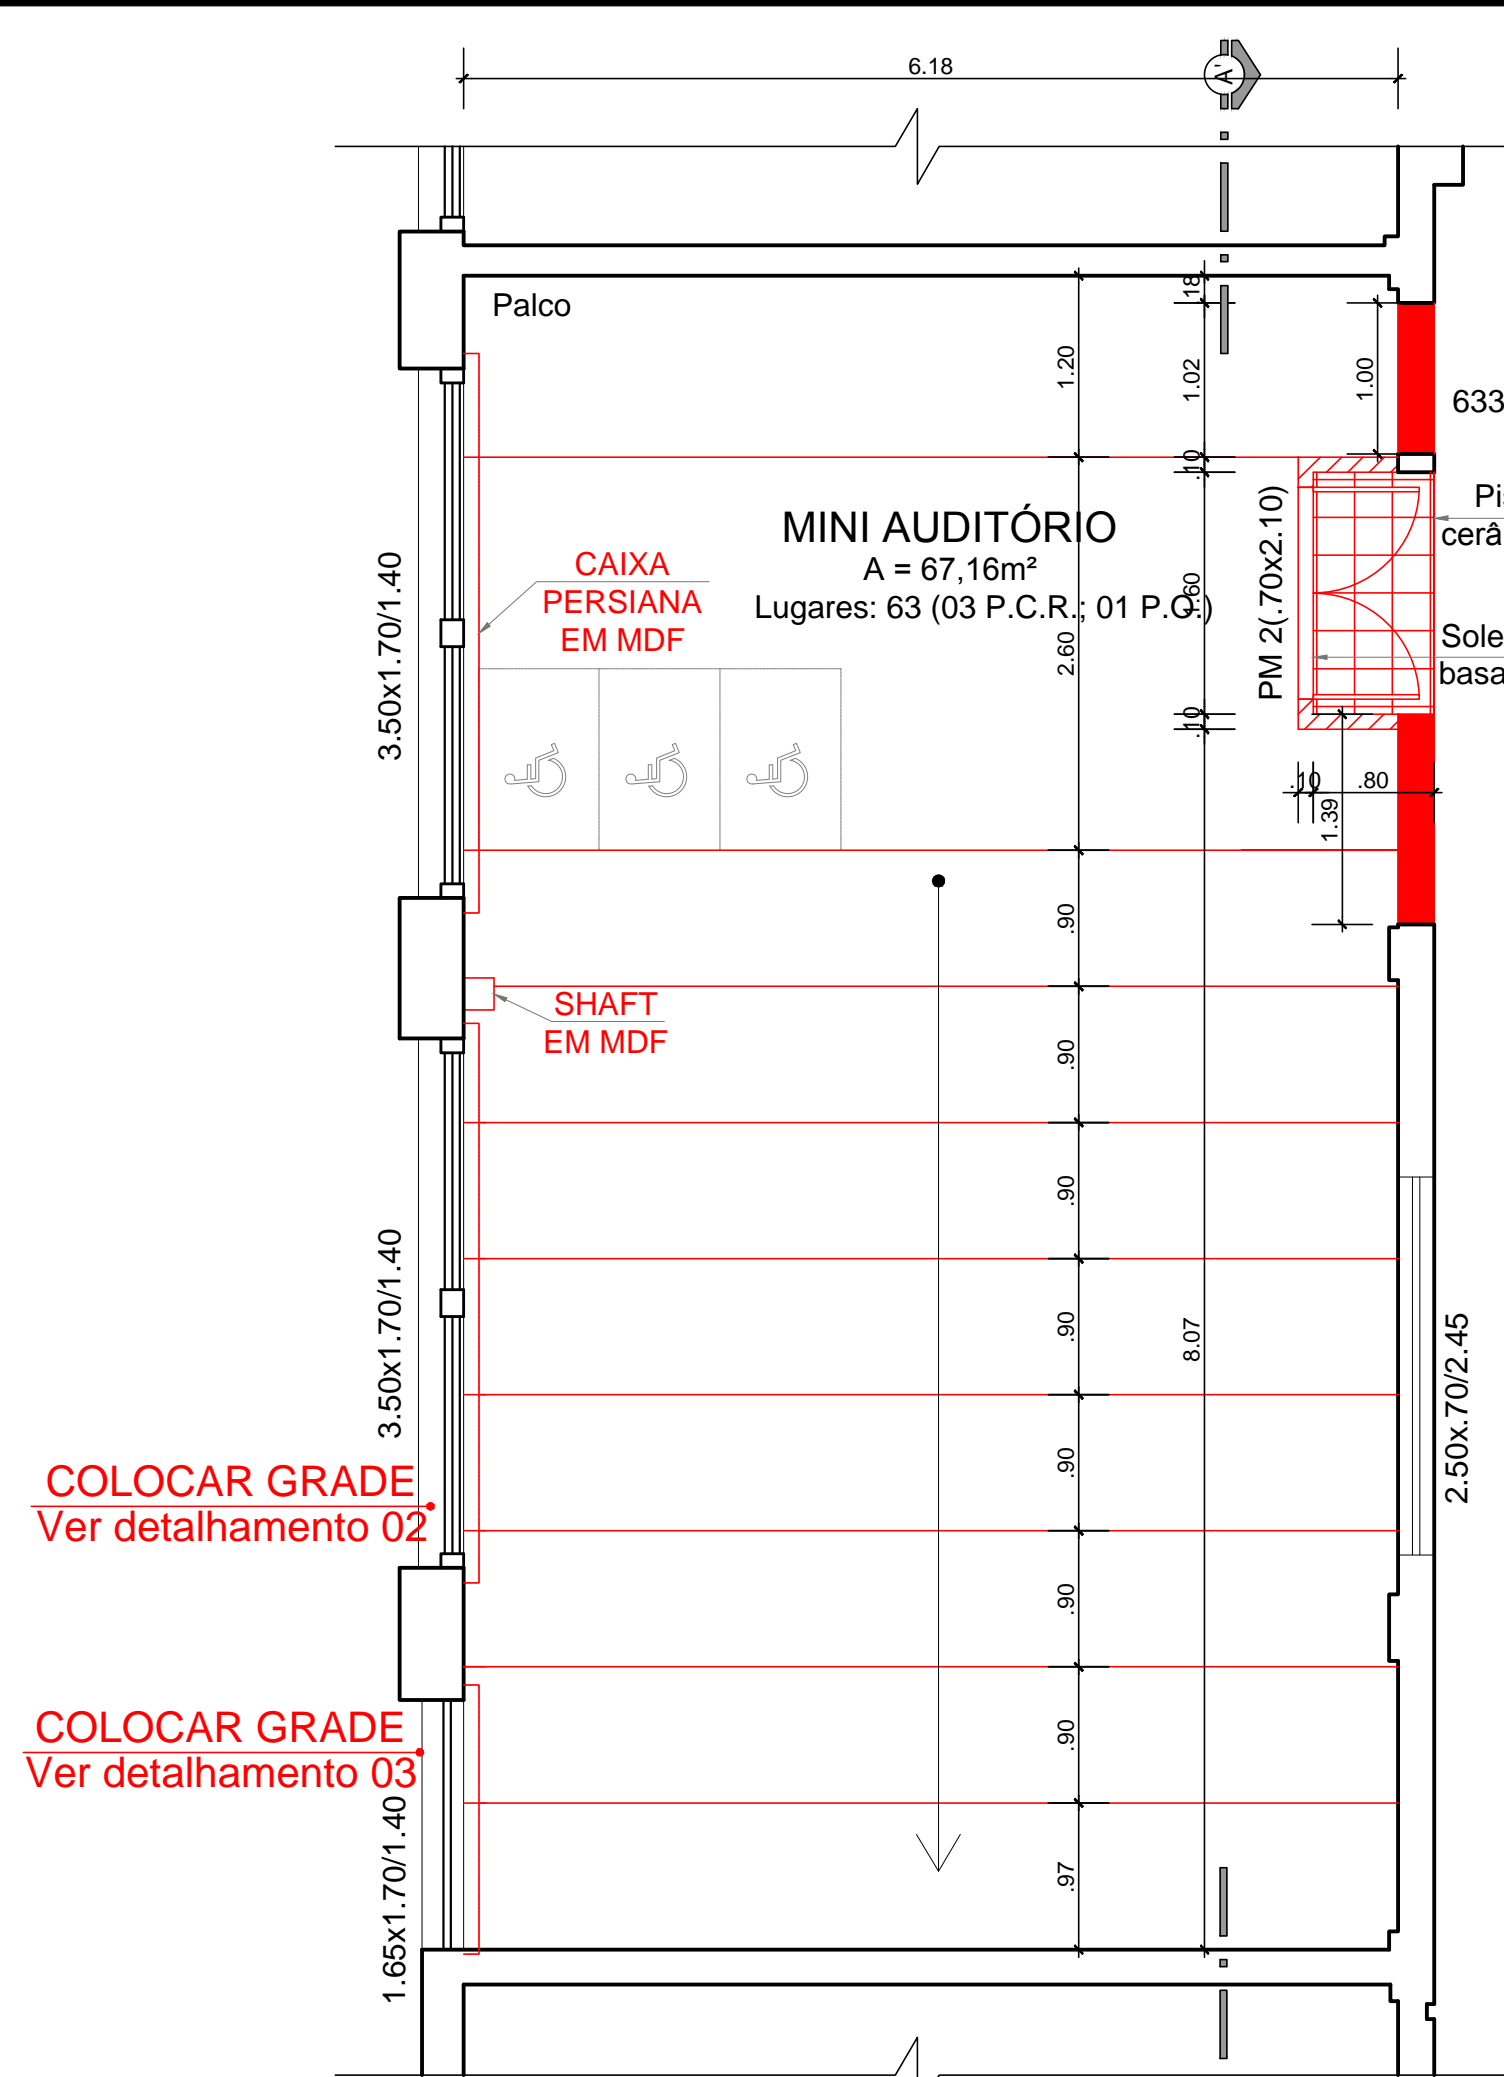 6.18
A'
Palco
.18
1.20
1.02
1.00
633
.10
MINI AUDITÓRIO
A = 67,16m²
Lugares: 63 (03 P.C.R.; 01 P.O.)
CAIXA
PERSIANA
EM MDF
3.50x1.70/1.40
2.60
1.60
PM 2(.70x2.10)
Pis
cerâ
Sole
basa
.10
.10
.80
1.39
.90
SHAFT
EM MDF
.90
.90
.90
8.07
3.50x1.70/1.40
2.50x.70/2.45
.90
COLOCAR GRADE
Ver detalhamento 02
.90
COLOCAR GRADE
Ver detalhamento 03
.90
1.65x1.70/1.40
.97